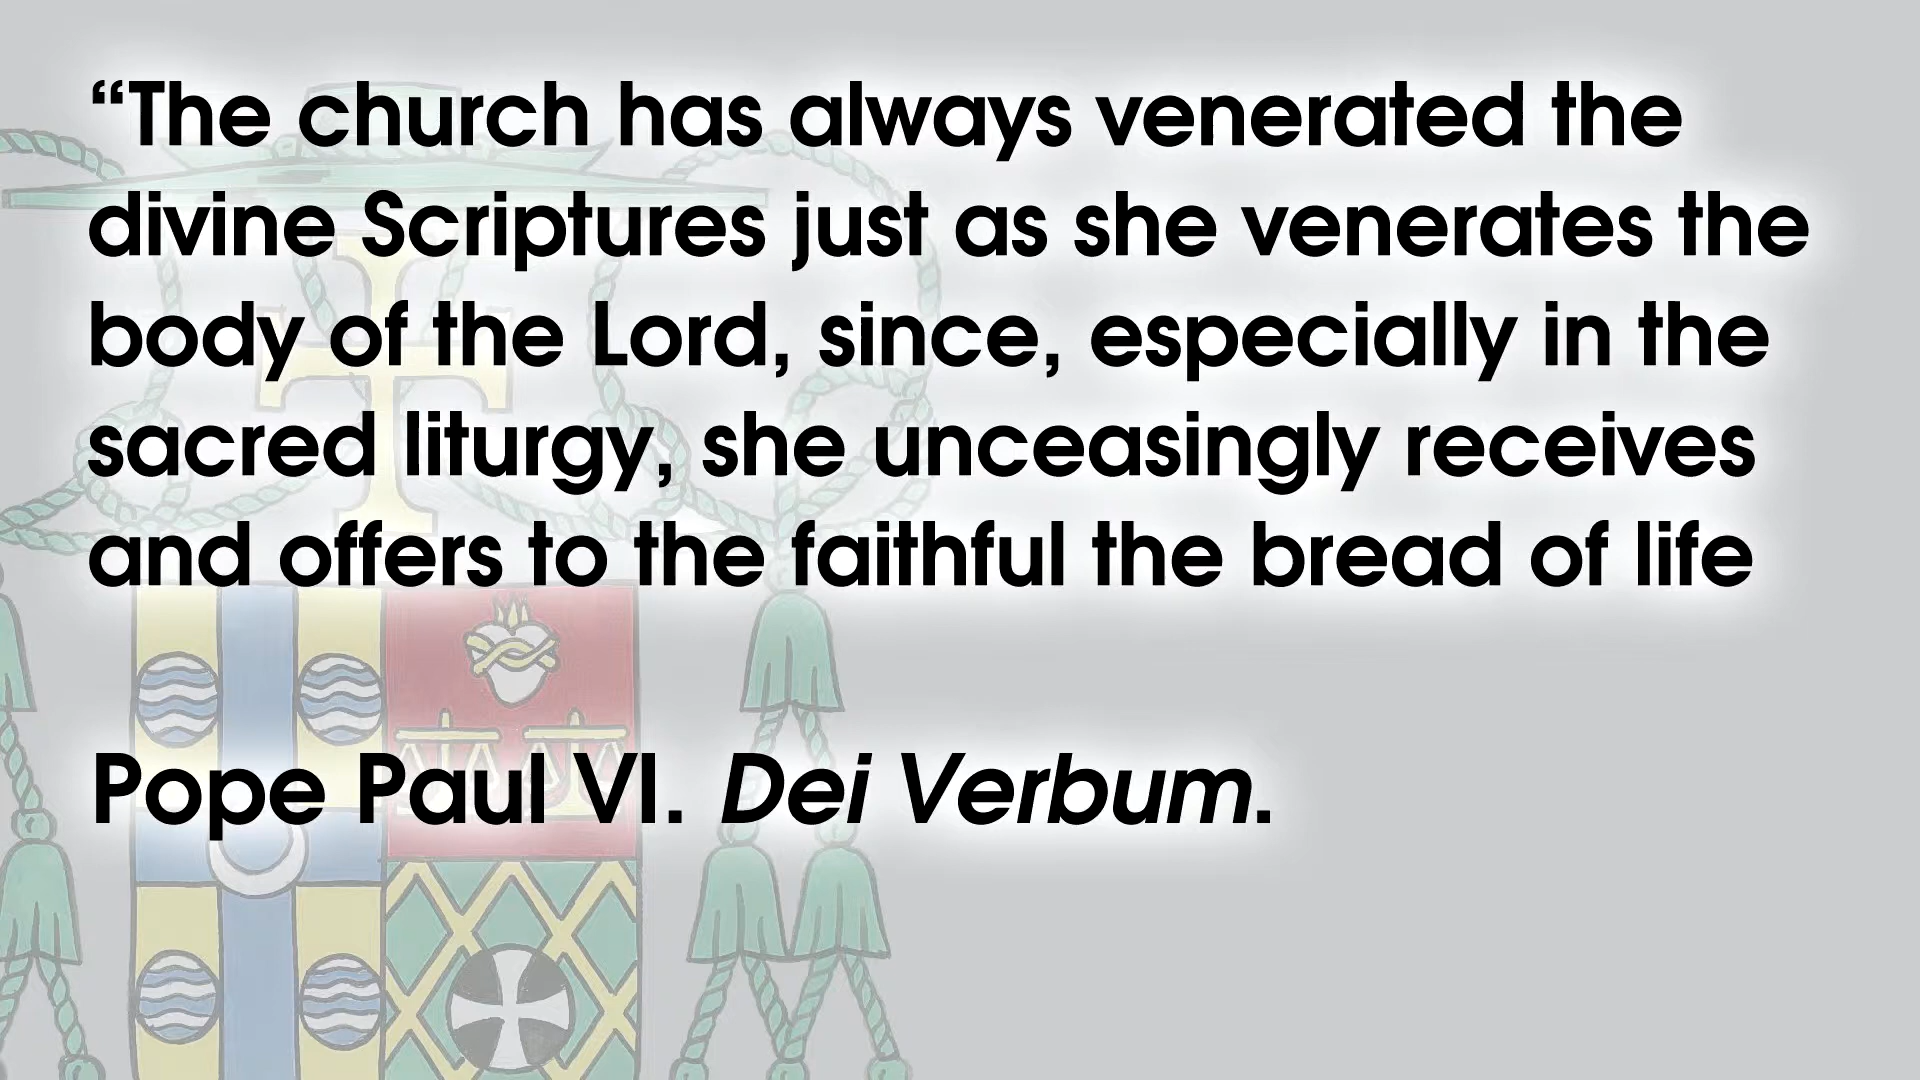 “The church has always venerated the
divine Scriptures just as she venerates the
body of the Lord, since, especially in the
sacred liturgy, she unceasingly receives
and offers to the faithful the bread of life
Pope Paul VI. Dei Verbum.